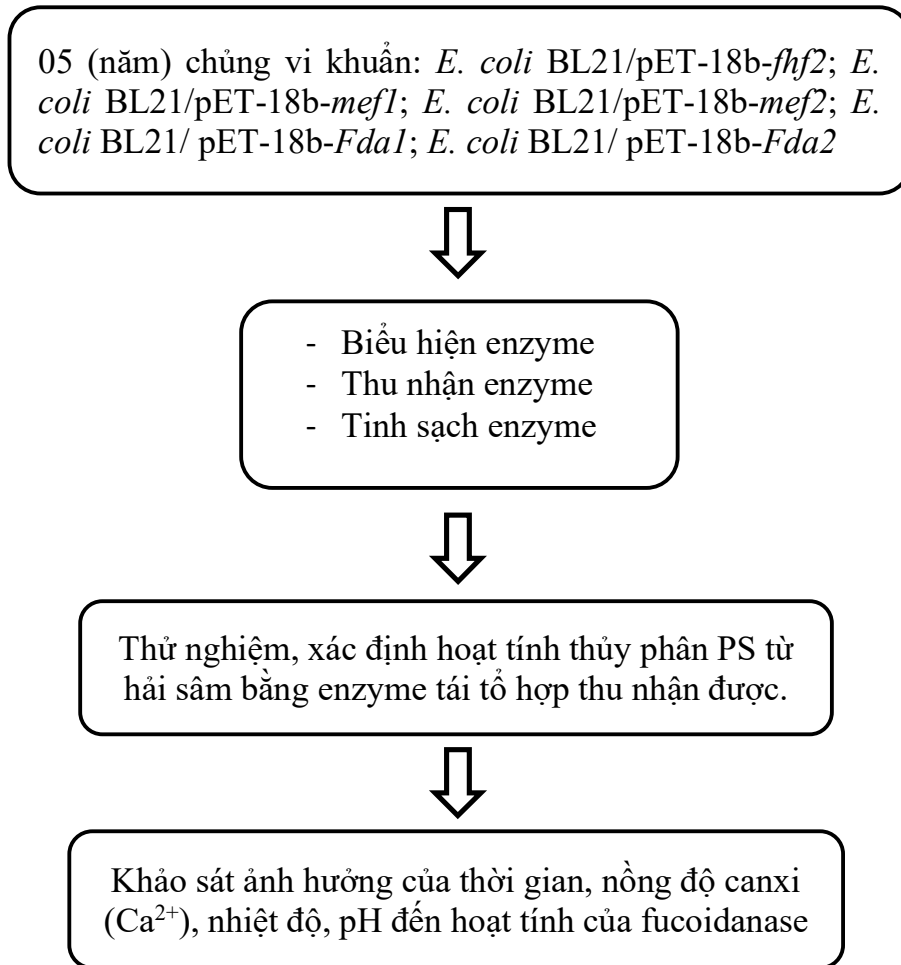 05 (năm) chủng vi khuẩn: E. coli BL21/pET-18b-fhf2; E.
coli BL21/pET-18b-mef1; E. coli BL21/pET-18b-mef2; E.
coli BL21/ pET-18b-Fda1; E. coli BL21/ pET-18b-Fda2
- Biểu hiện enzyme
- Thu nhận enzyme
- Tinh sạch enzyme
Thử nghiệm, xác định hoạt tính thủy phân PS từ
hải sâm bằng enzyme tái tổ hợp thu nhận được.
Khảo sát ảnh hưởng của thời gian, nồng độ canxi
(Ca²⁺), nhiệt độ, pH đến hoạt tính của fucoidanase